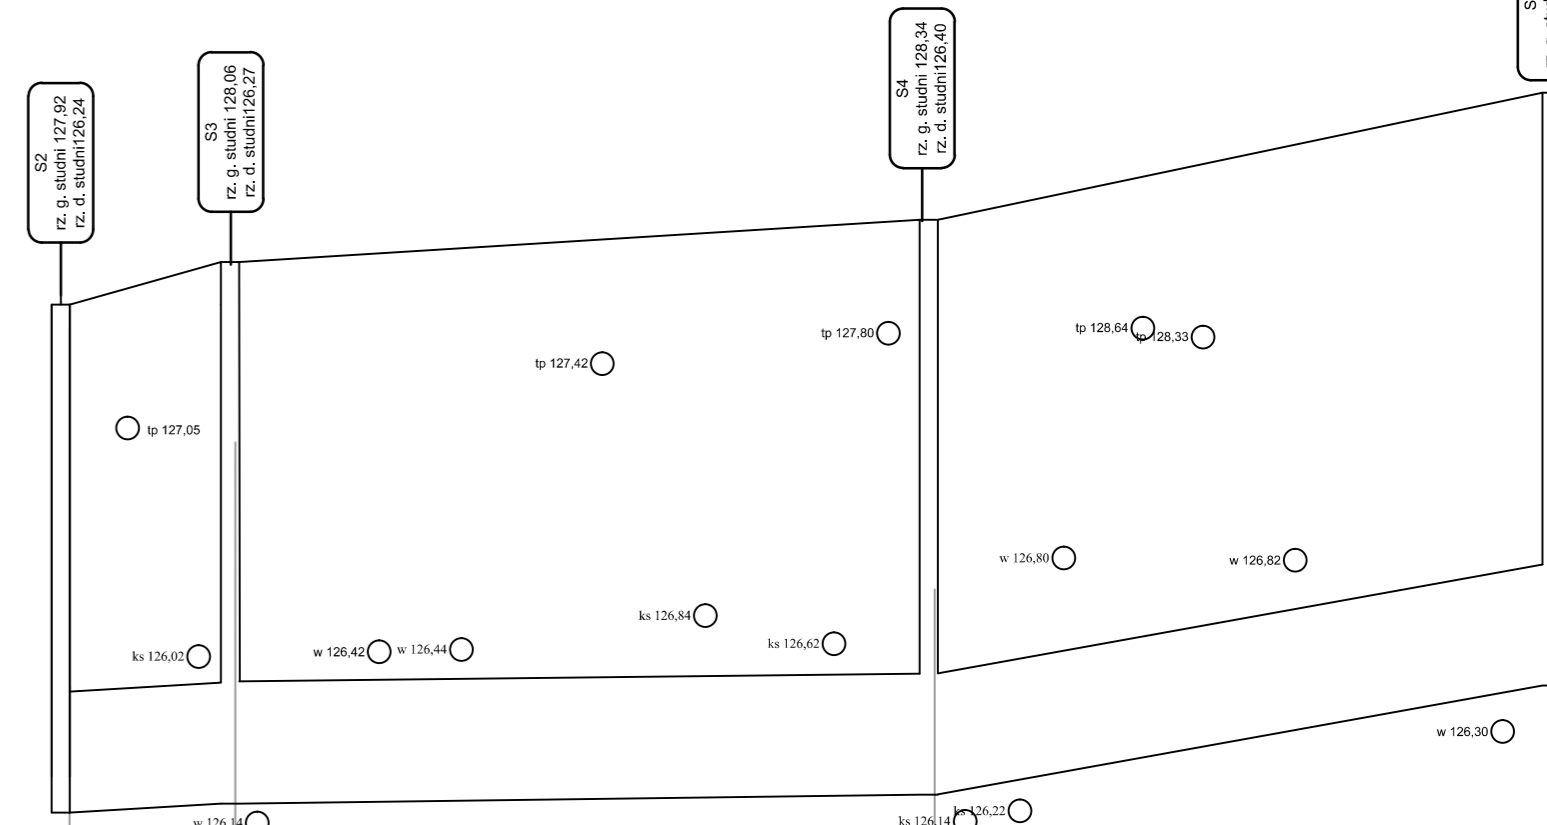 S2
rz. g. studni 127,92
rz. d. studni126,24
S3
rz. g. studni 128,06
rz. d. studni126,27
S4
rz. g. studni 128,34
rz. d. studni126,40
tp 127,05
tp 127,42
tp 127,80
tp 128,64
tp 128,33
ks 126,02
w 126,42
w 126,44
ks 126,84
ks 126,62
w 126,80
w 126,82
w 126,30
w 126,14
ks 126,14
ks 126,22